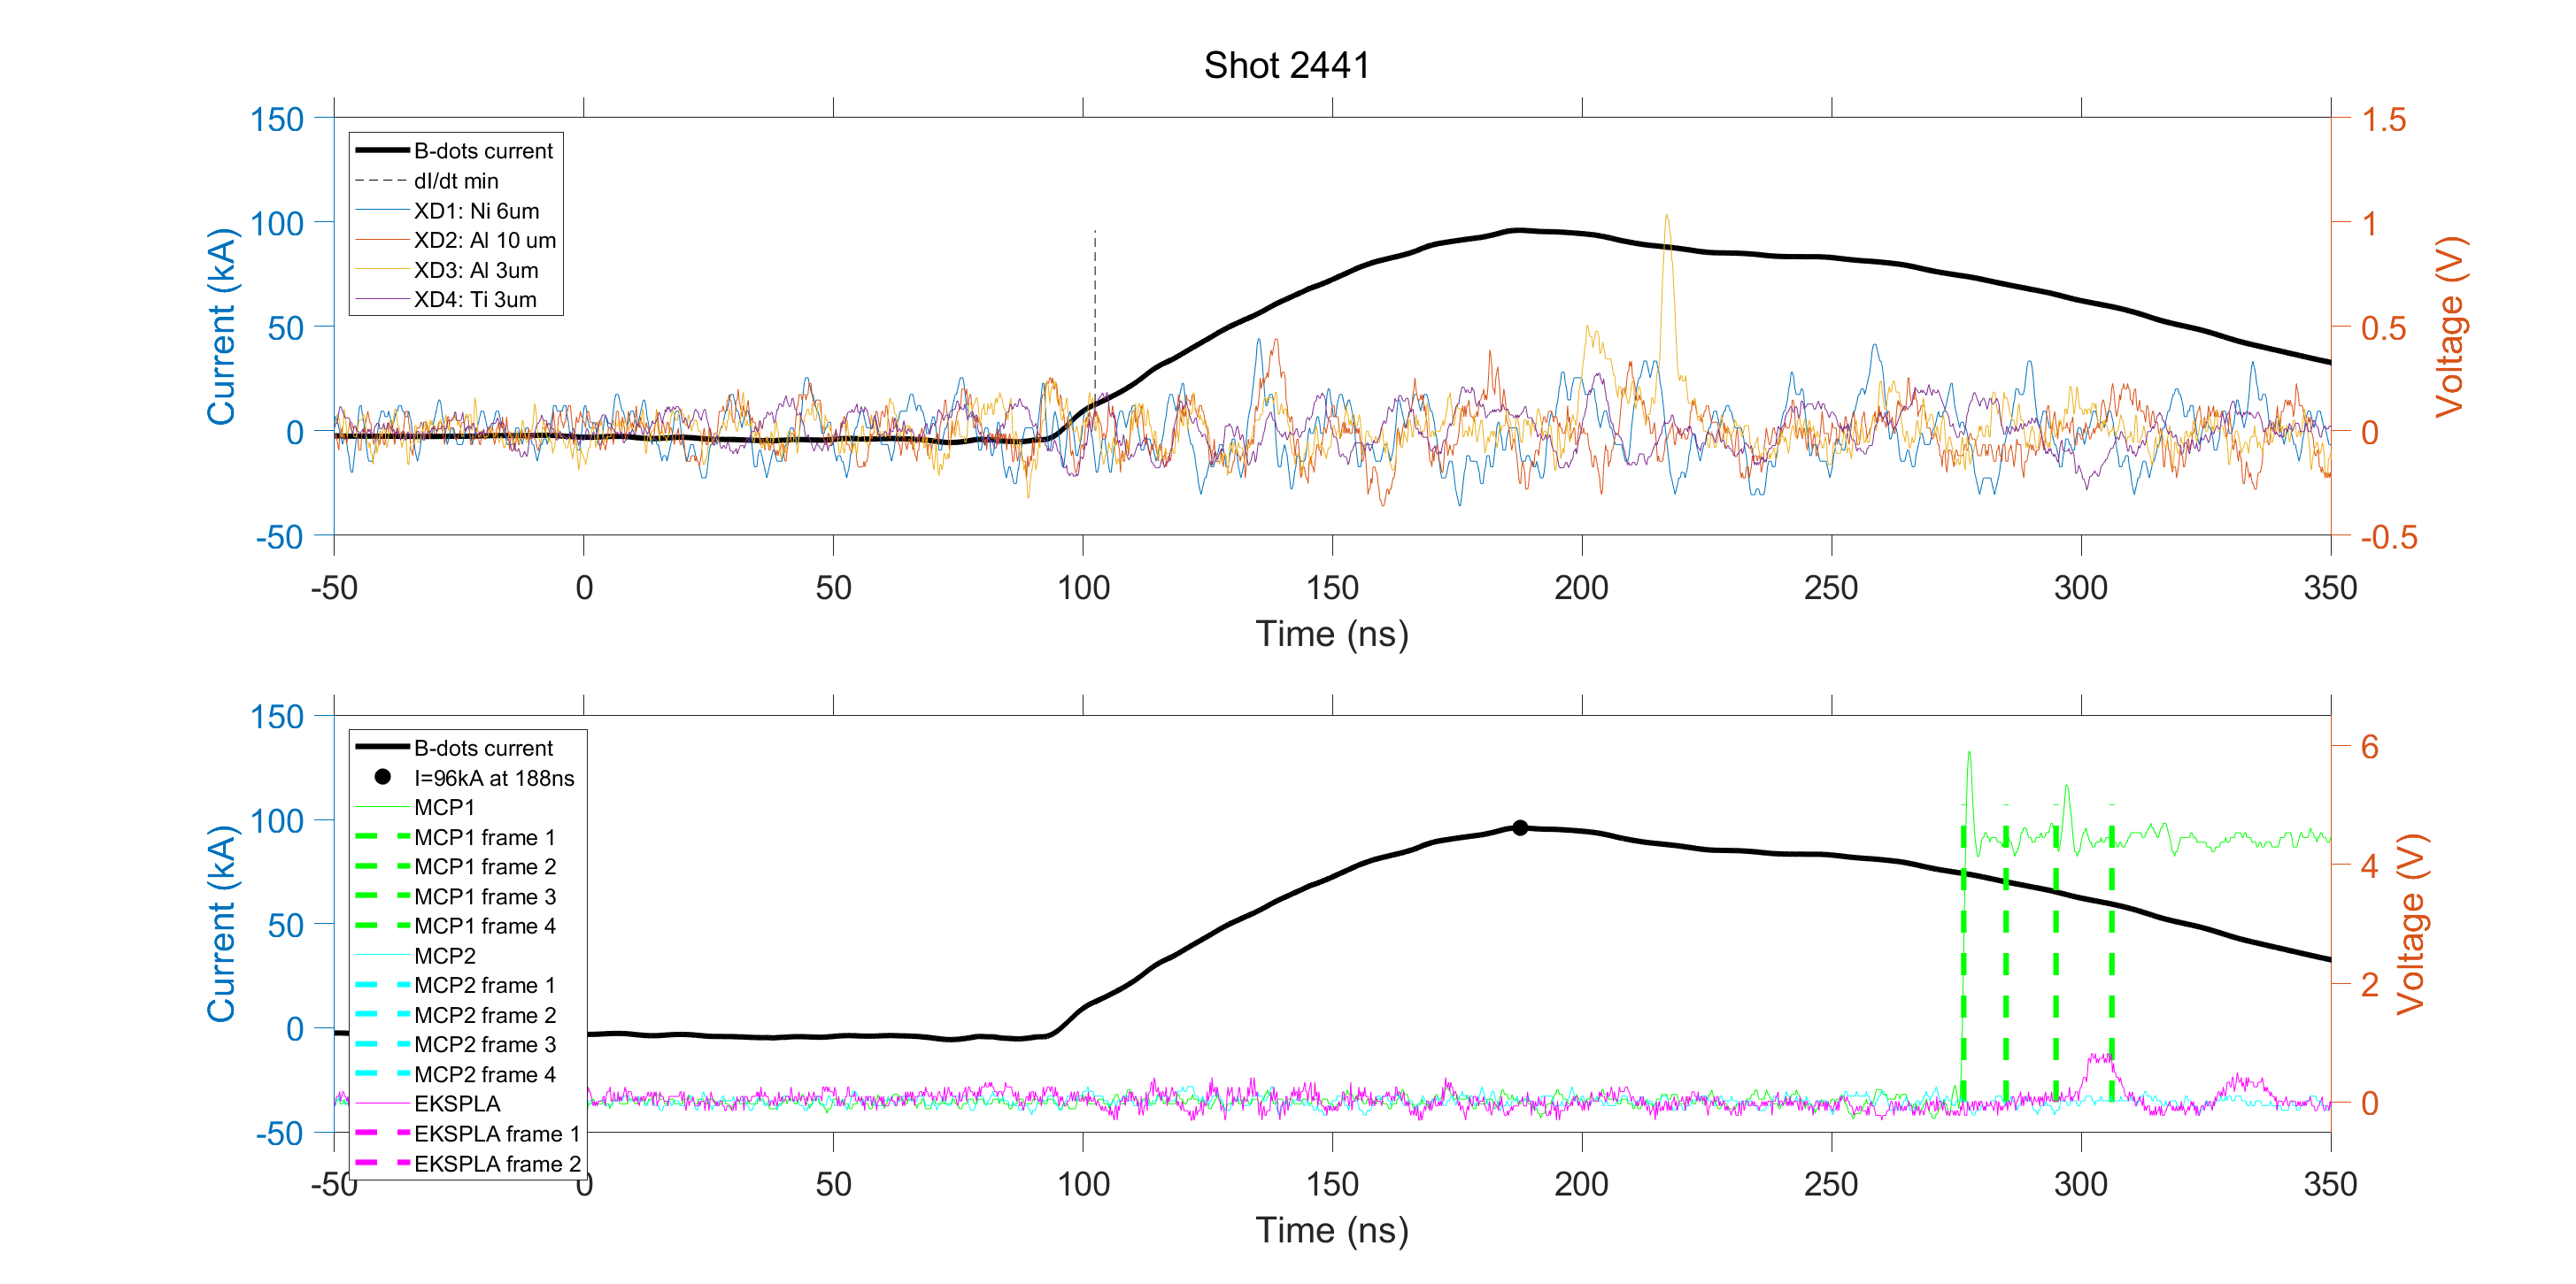 Shot 2441
150
100
50
0
-50
Current (kA)
B-dots current
dI/dt min
XD1: Ni 6um
XD2: Al 10 um
XD3: Al 3um
XD4: Ti 3um
1.5
1
0.5
0
-0.5
Voltage (V)
-50 0 50 100 150 200 250 300 350
Time (ns)
150
100
50
0
-50
Current (kA)
B-dots current
I=96kA at 188ns
MCP1
MCP1 frame 1
MCP1 frame 2
MCP1 frame 3
MCP1 frame 4
MCP2
MCP2 frame 1
MCP2 frame 2
MCP2 frame 3
MCP2 frame 4
EKSPLA
EKSPLA frame 1
EKSPLA frame 2
6
4
2
0
Voltage (V)
-50 0 50 100 150 200 250 300 350
Time (ns)